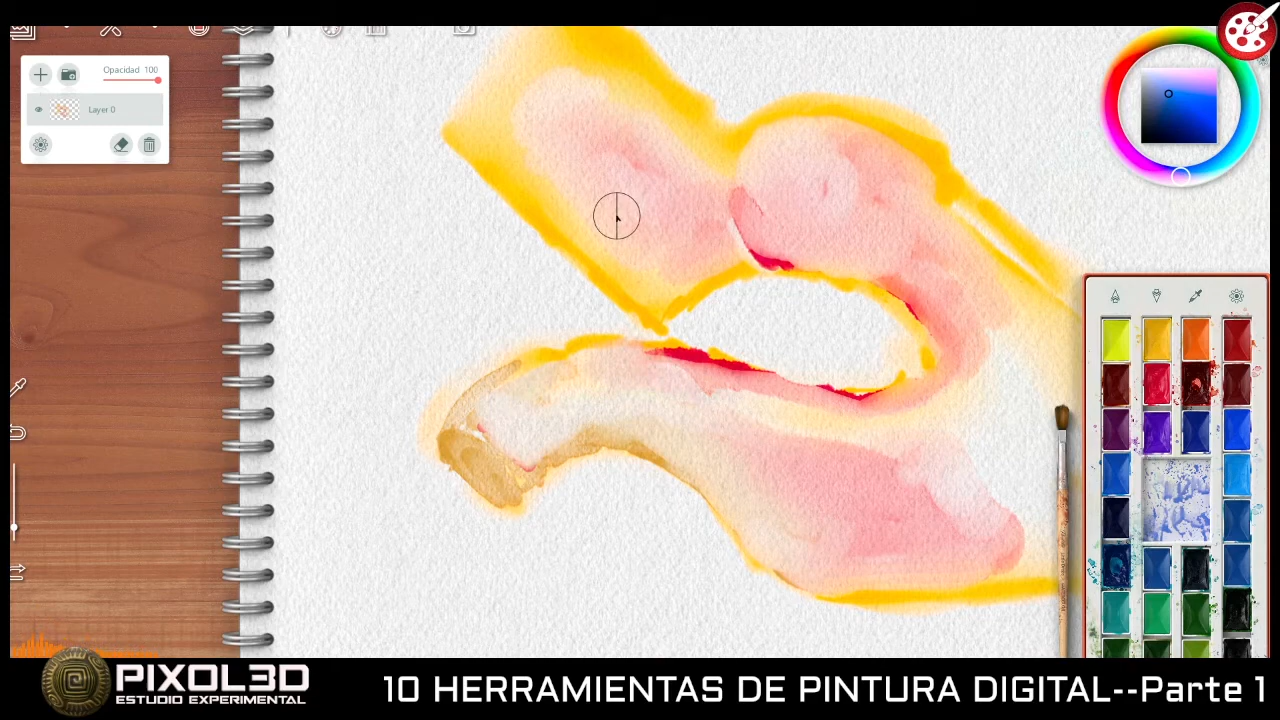 Opacidad 100
Layer 0
PIXOL3D
ESTUDIO EXPERIMENTAL
10 HERRAMIENTAS DE PINTURA DIGITAL--Parte 1